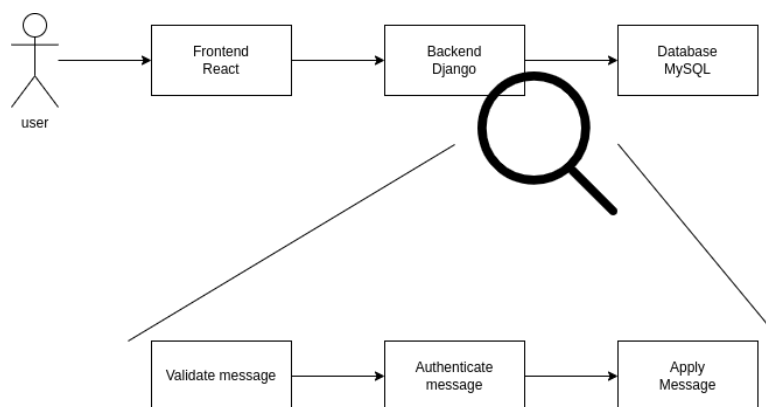 Frontend
React
Backend
Django
Database
MySQL
user
Validate message
Authenticate
message
Apply
Message